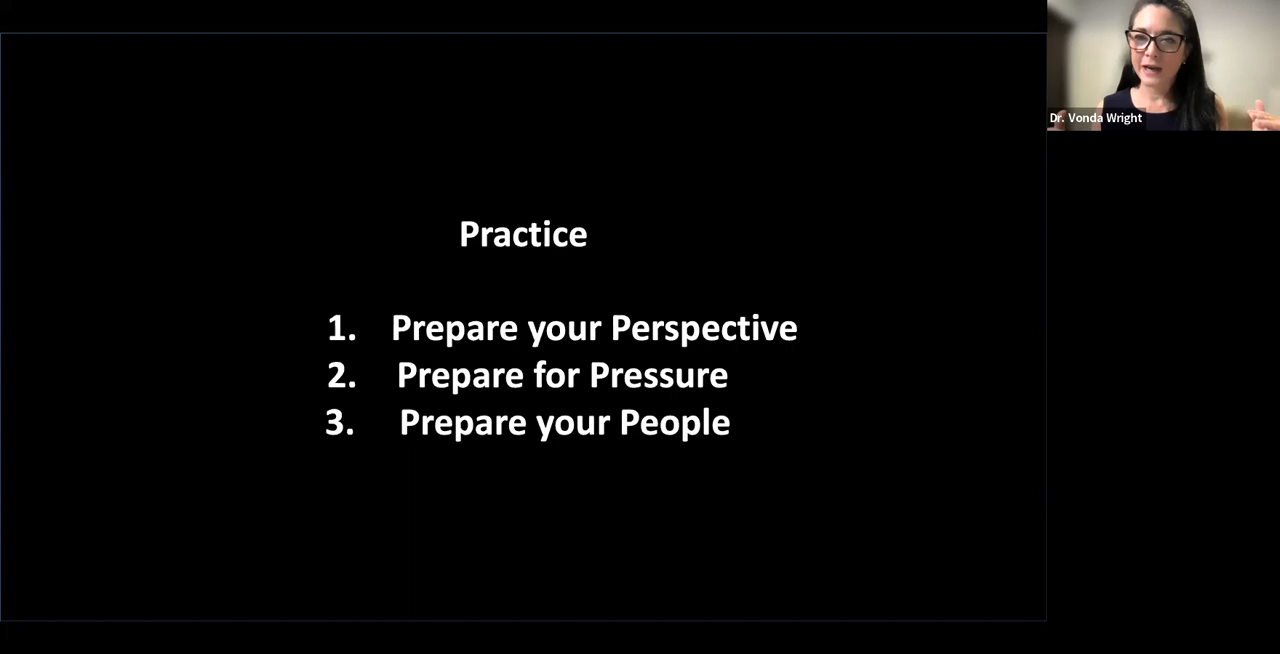 Practice
1. Prepare your Perspective
2. Prepare for Pressure
3. Prepare your People
Dr. Vonda Wright